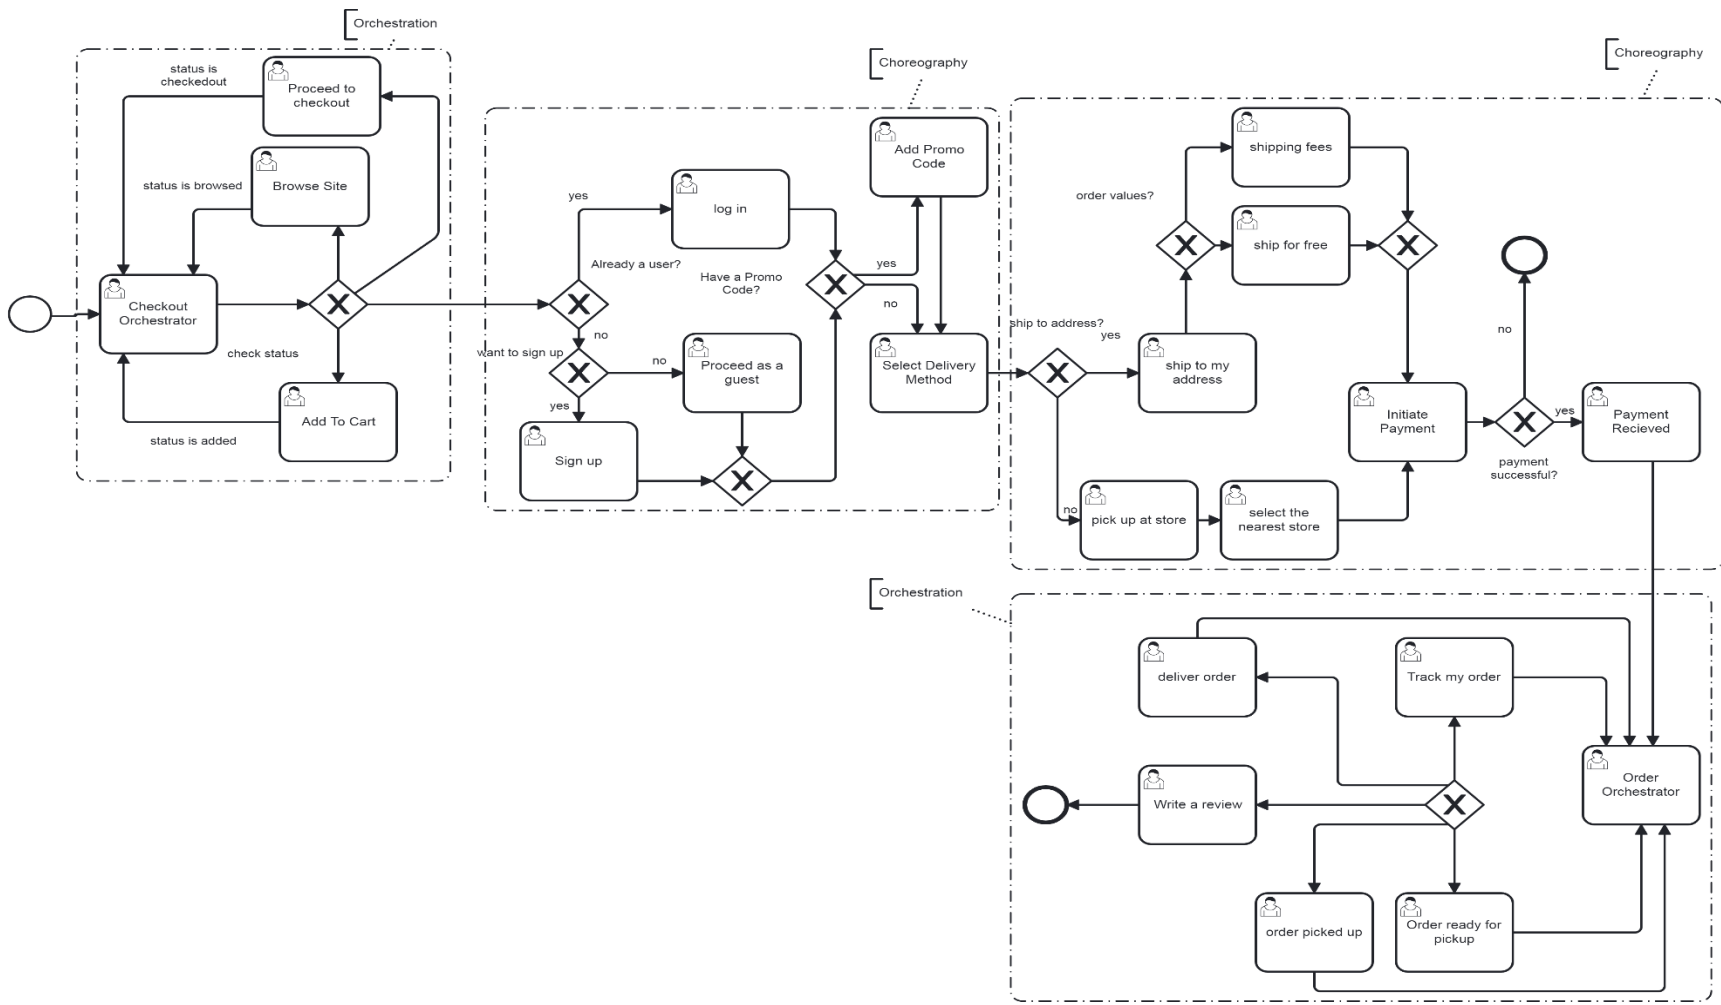 Orchestration
status is
checkedout
Proceed to
checkout
status is browsed
Browse Site
Checkout
Orchestrator
check status
Add To Cart
status is added
Choreography
Add Promo
Code
yes
log in
Already a user?
Have a Promo
Code?
yes
no
no
want to sign up
no
Proceed as a
guest
yes
Sign up
Select Delivery
Method
Choreography
shipping fees
order values?
ship for free
ship to address?
yes
ship to my
address
no
pick up at store
select the
nearest store
Initiate
Payment
no
yes
payment
successful?
Payment
Recieved
Orchestration
deliver order
Track my order
Write a review
Order
Orchestrator
order picked up
Order ready for
pickup